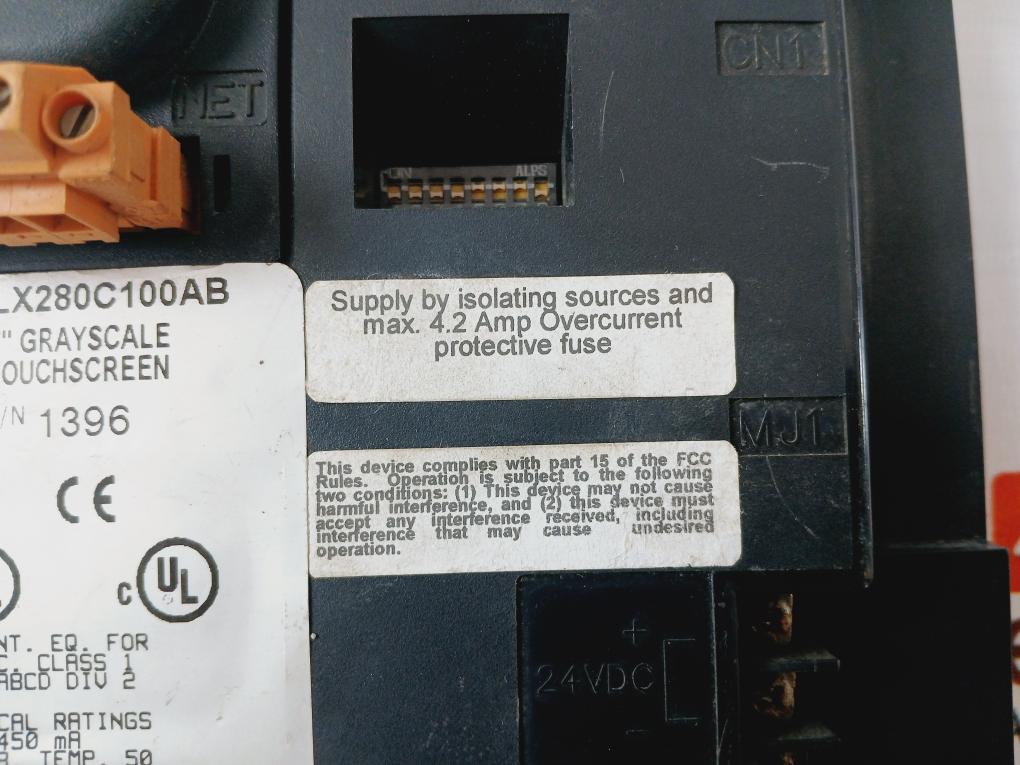 NET
CN1
ON ALPS
LX280C100AB
" GRAYSCALE
OUCHSCREEN
/N 1396
CE
c UL
NT. EQ. FOR
C. CLASS 1
ABCD DIV 2
CAL RATINGS
450 mA
. TEMP. 50
Supply by isolating sources and
max. 4.2 Amp Overcurrent
protective fuse
MJ1
This device complies with part 15 of the FCC
Rules. Operation is subject to the following
two conditions: (1) This device may not cause
harmful interference, and (2) this device must
accept any interference received, including
interference that may cause undesired
operation.
+
24VDC
-